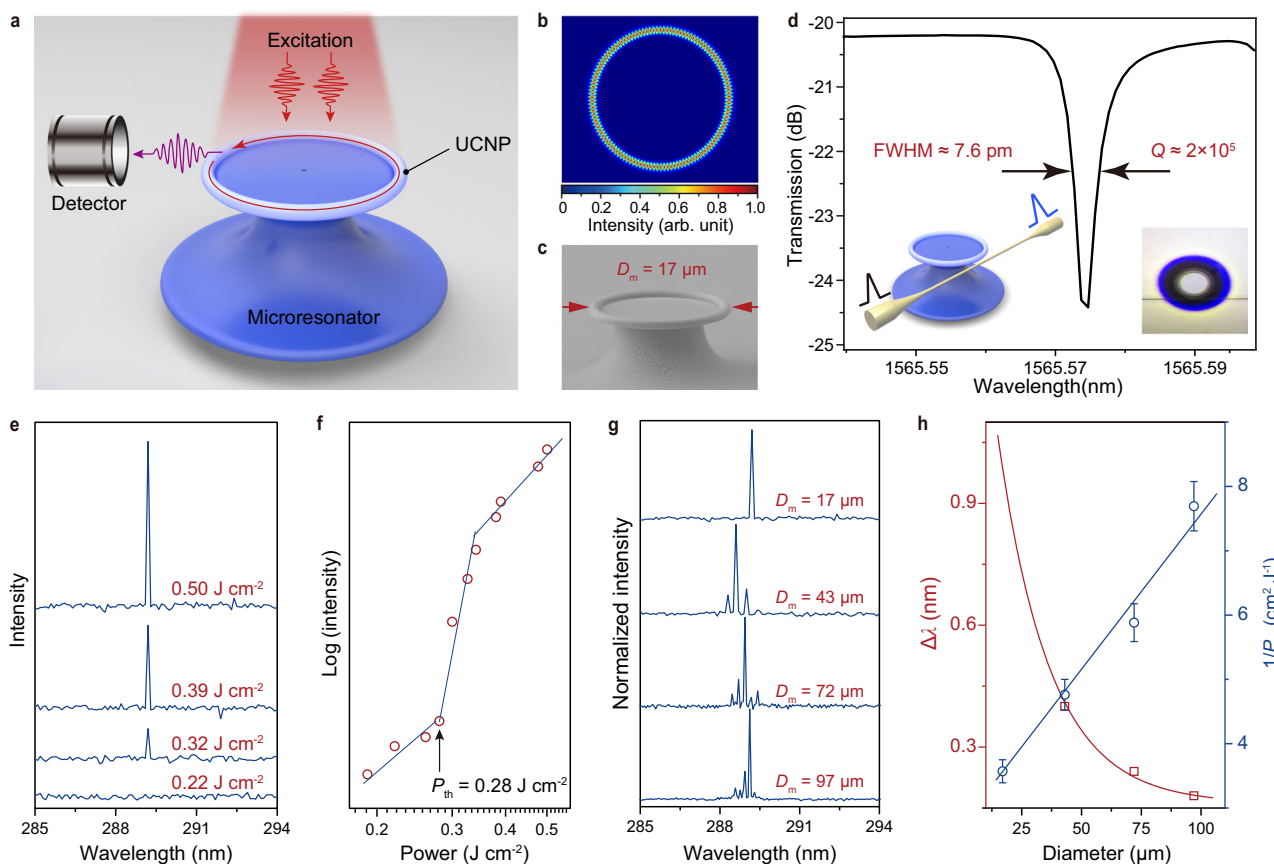 a
Excitation
UCNP
Detector
Microresonator
b
0 0.2 0.4 0.6 0.8 1.0
Intensity (arb. unit)
c
Dm = 17 µm
d
-20
-21
-22
-23
-24
-25
Transmission (dB)
FWHM ≈ 7.6 pm
Q ≈ 2×10⁵
1565.55 1565.57 1565.59
Wavelength(nm)
e
Intensity
0.50 J cm⁻²
0.39 J cm⁻²
0.32 J cm⁻²
0.22 J cm⁻²
285 288 291 294
Wavelength (nm)
f
Log (intensity)
Pth = 0.28 J cm⁻²
0.2 0.3 0.4 0.5
Power (J cm⁻²)
g
Normalized intensity
Dm = 17 µm
Dm = 43 µm
Dm = 72 µm
Dm = 97 µm
285 288 291 294
Wavelength (nm)
h
0.9
0.6
0.3
Δλ (nm)
8
6
4
(cm² J⁻¹)
25 50 75 100
Diameter (µm)